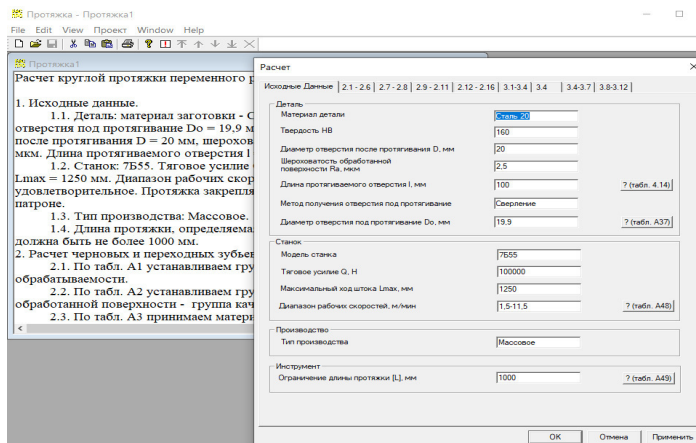 Протяжка - Протяжка1
File Edit View Проект Window Help
Протяжка1
Расчет круглой протяжки переменного р
1. Исходные данные.
1.1. Деталь: материал заготовки - С
отверстия под протягивание Do = 19,9 м
после протягивания D = 20 мм, шерохов
мкм. Длина протягиваемого отверстия l
1.2. Станок: 7Б55. Тяговое усилие
Lmax = 1250 мм. Диапазон рабочих скор
удовлетворительное. Протяжка закрепля
патроне.
1.3. Тип производства: Массовое.
1.4. Длина протяжки, определяема
должна быть не более 1000 мм.
2. Расчет черновых и переходных зубьев
2.1. По табл. А1 устанавливаем гру
обрабатываемости.
2.2. По табл. А2 устанавливаем гру
обработанной поверхности - группа кач
2.3. По табл. А3 принимаем матери
Расчет
Исходные Данные 2.1 - 2.6 2.7 - 2.8 2.9 - 2.11 2.12 - 2.16 3.1-3.4 3.4 3.4-3.7 3.8-3.12
Деталь
Материал детали Сталь 20
Твердость HB 160
Диаметр отверстия после протягивания D, мм 20
Шероховатость обработанной
поверхности Ra, мкм 2,5
Длина протягиваемого отверстия l, мм 100 ? (табл. 4.14)
Метод получения отверстия под протягивание Сверление
Диаметр отверстия под протягивание Do, мм 19,9 ? (табл. А37)
Станок
Модель станка 7Б55
Тяговое усилие Q, Н 100000
Максимальный ход штока Lmax, мм 1250
Диапазон рабочих скоростей, м/мин 1,5-11,5 ? (табл. А48)
Производство
Тип производства Массовое
Инструмент
Ограничение длины протяжки [L], мм 1000 ? (табл. А49)
OK Отмена Применить